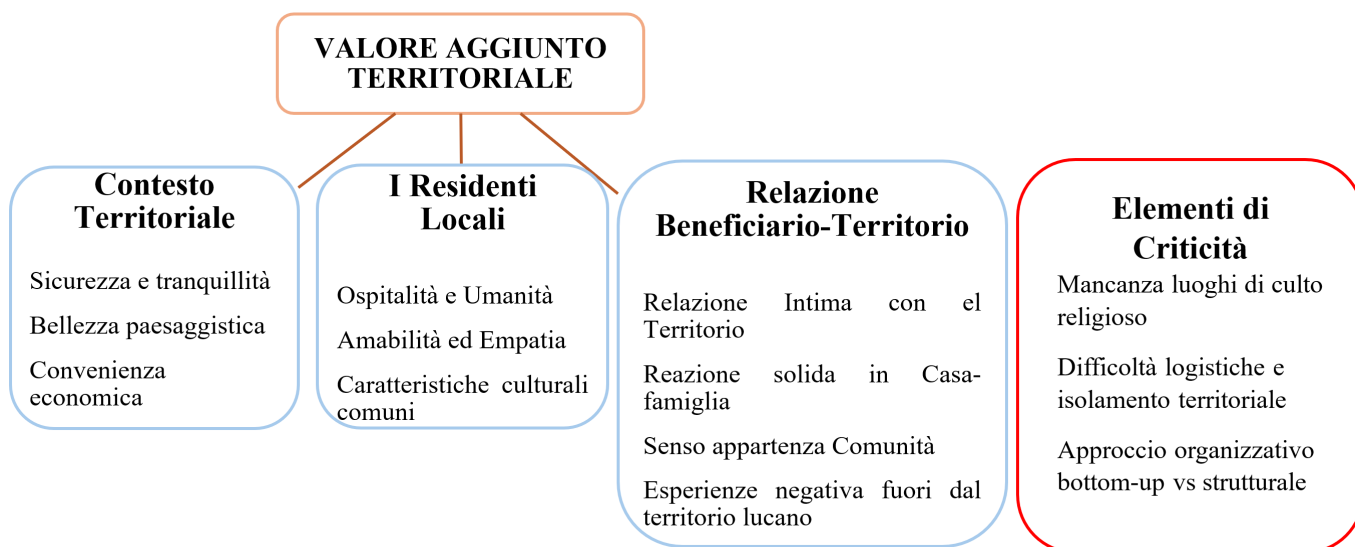 VALORE AGGIUNTO
TERRITORIALE
Contesto
Territoriale
Sicurezza e tranquillità
Bellezza paesaggistica
Convenienza
economica
I Residenti
Locali
Ospitalità e Umanità
Amabilità ed Empatia
Caratteristiche culturali
comuni
Relazione
Beneficiario-Territorio
Relazione Intima con el
Territorio
Reazione solida in Casa-
famiglia
Senso appartenza Comunità
Esperienze negativa fuori dal
territorio lucano
Elementi di
Criticità
Mancanza luoghi di culto
religioso
Difficoltà logistiche e
isolamento territoriale
Approccio organizzativo
bottom-up vs strutturale